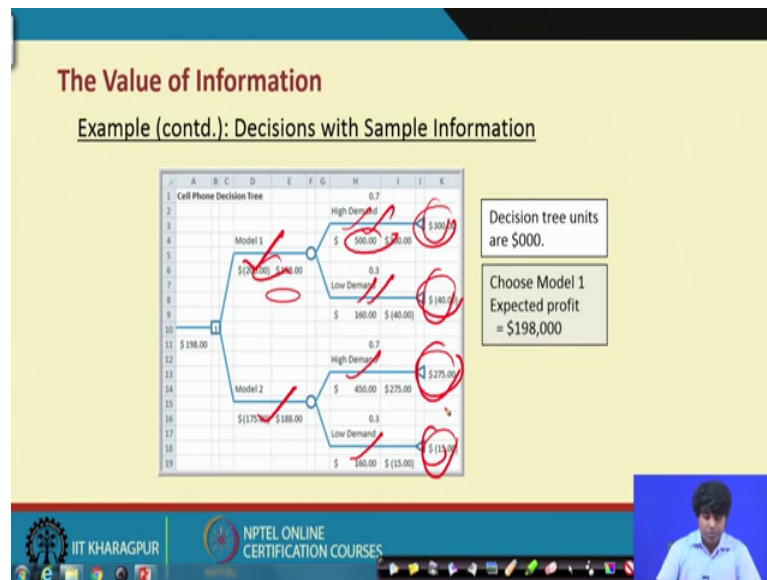 The Value of Information
Example (contd.): Decisions with Sample Information
A B C D E F G H I J K
1 Cell Phone Decision Tree 0.7
2 High Demand
3 $300.00
4 Model 1 $ 500.00 $300.00
5
6 $(200.00) $198.00 0.3
7 Low Demand
8 $ (40.00)
9 $ 160.00 $ (40.00)
10 1
11 $ 198.00 0.7
12 High Demand
13 $275.00
14 Model 2 $ 450.00 $275.00
15
16 $(175.00) $188.00 0.3
17 Low Demand
18 $ (15.00)
19 $ 160.00 $ (15.00)
Decision tree units
are $000.
Choose Model 1
Expected profit
= $198,000
IIT KHARAGPUR
NPTEL ONLINE
CERTIFICATION COURSES